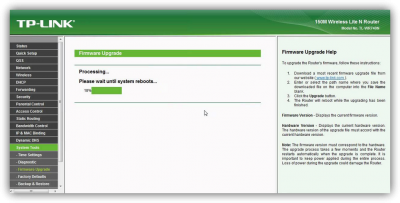 TP-LINK
150M Wireless Lite N Router
Model No. TL-WR740N
Status
Quick Setup
QSS
Network
Wireless
DHCP
Forwarding
Security
Parental Control
Access Control
Static Routing
Bandwidth Control
IP & MAC Binding
Dynamic DNS
System Tools
- Time Settings
- Diagnostic
- Firmware Upgrade
- Factory Defaults
- Backup & Restore
Firmware Upgrade
Processing...
Please wait until system reboots...
Firmware Upgrade Help
To upgrade the Router's firmware, follow these instructions:
1. Download a most recent firmware upgrade file from
our website (www.tp-link.com).
2. Enter or select the path name where you save the
downloaded file on the computer into the File Name
blank.
3. Click the Upgrade button.
4. The Router will reboot while the upgrading has been
finished.
Firmware Version - Displays the current firmware version.
Hardware Version - Displays the current hardware version.
The hardware version of the upgrade file must accord with the
current hardware version.
Note: The firmware version must correspond to the hardware.
The upgrade process takes a few moments and the Router
restarts automatically when the upgrade is complete. It is
important to keep power applied during the entire process.
Loss of power during the upgrade could damage the Router.